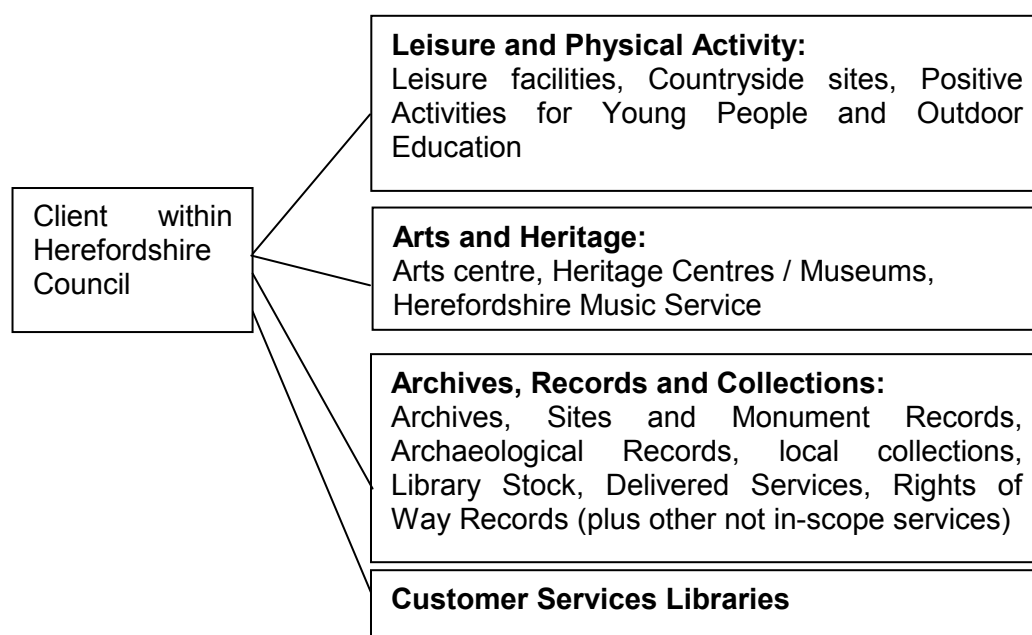 Leisure and Physical Activity:
Leisure facilities, Countryside sites, Positive
Activities for Young People and Outdoor
Education
Client within
Herefordshire
Council
Arts and Heritage:
Arts centre, Heritage Centres / Museums,
Herefordshire Music Service
Archives, Records and Collections:
Archives, Sites and Monument Records,
Archaeological Records, local collections,
Library Stock, Delivered Services, Rights of
Way Records (plus other not in-scope services)
Customer Services Libraries